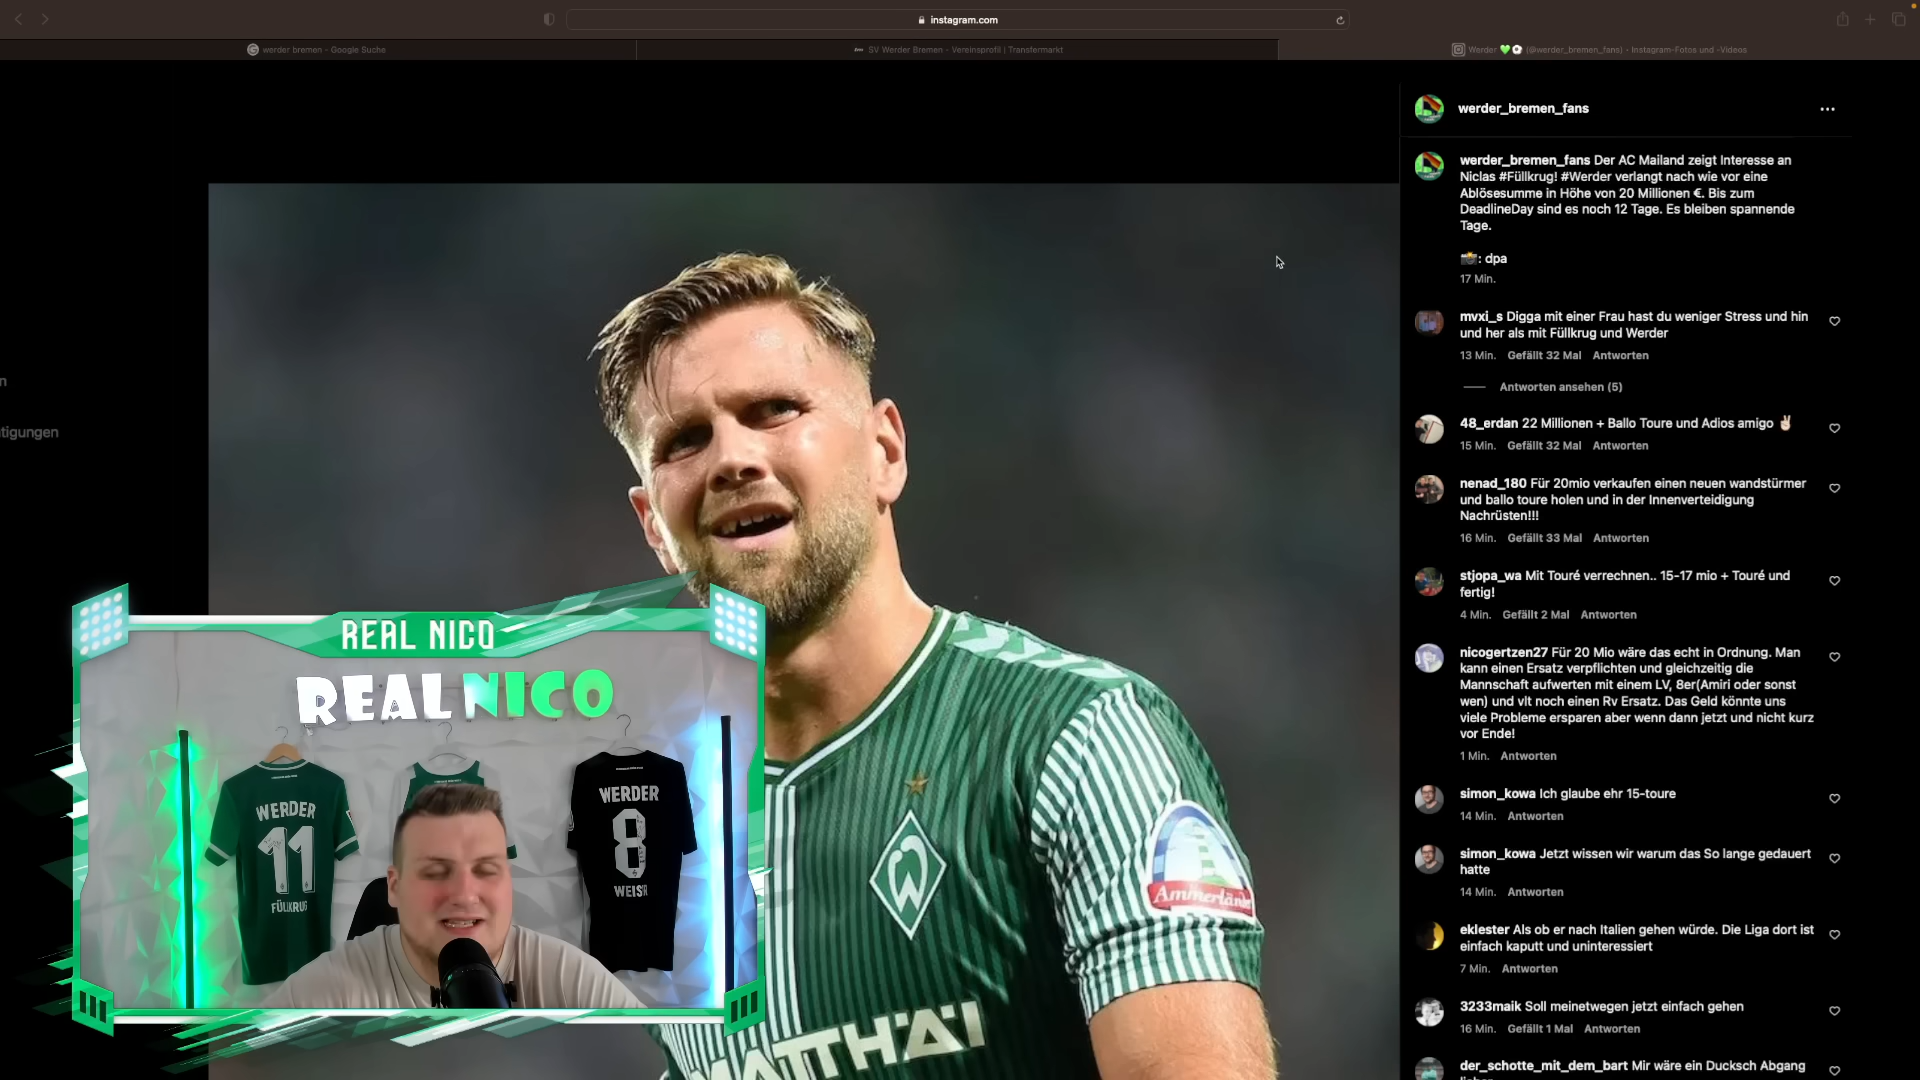 instagram.com
werder bremen - Google Suche
SV Werder Bremen - Vereinsprofil | Transfermarkt
Werder 💚⚽ (@werder_bremen_fans) • Instagram-Fotos und -Videos
werder_bremen_fans
werder_bremen_fans Der AC Mailand zeigt Interesse an
Niclas #Füllkrug! #Werder verlangt nach wie vor eine
Ablösesumme in Höhe von 20 Millionen €. Bis zum
DeadlineDay sind es noch 12 Tage. Es bleiben spannende
Tage.
📸: dpa
17 Min.
mvxi_s Digga mit einer Frau hast du weniger Stress und hin
und her als mit Füllkrug und Werder
13 Min. Gefällt 32 Mal Antworten
Antworten ansehen (5)
48_erdan 22 Millionen + Ballo Toure und Adios amigo ✌🏻
15 Min. Gefällt 32 Mal Antworten
nenad_180 Für 20mio verkaufen einen neuen wandstürmer
und ballo toure holen und in der Innenverteidigung
Nachrüsten!!!
16 Min. Gefällt 33 Mal Antworten
stjopa_wa Mit Touré verrechnen.. 15-17 mio + Touré und
fertig!
4 Min. Gefällt 2 Mal Antworten
nicogertzen27 Für 20 Mio wäre das echt in Ordnung. Man
kann einen Ersatz verpflichten und gleichzeitig die
Mannschaft aufwerten mit einem LV, 8er(Amiri oder sonst
wen) und vlt noch einen Rv Ersatz. Das Geld könnte uns
viele Probleme ersparen aber wenn dann jetzt und nicht kurz
vor Ende!
1 Min. Antworten
simon_kowa Ich glaube ehr 15-toure
14 Min. Antworten
simon_kowa Jetzt wissen wir warum das So lange gedauert
hatte
14 Min. Antworten
eklester Als ob er nach Italien gehen würde. Die Liga dort ist
einfach kaputt und uninteressiert
7 Min. Antworten
3233maik Soll meinetwegen jetzt einfach gehen
16 Min. Gefällt 1 Mal Antworten
der_schotte_mit_dem_bart Mir wäre ein Ducksch Abgang
n
tigungen
Ammerländer
MATTHÄI
REAL NICO
REALNICO
WERDER
11
FÜLLKRUG
WERDER
8
WEISER